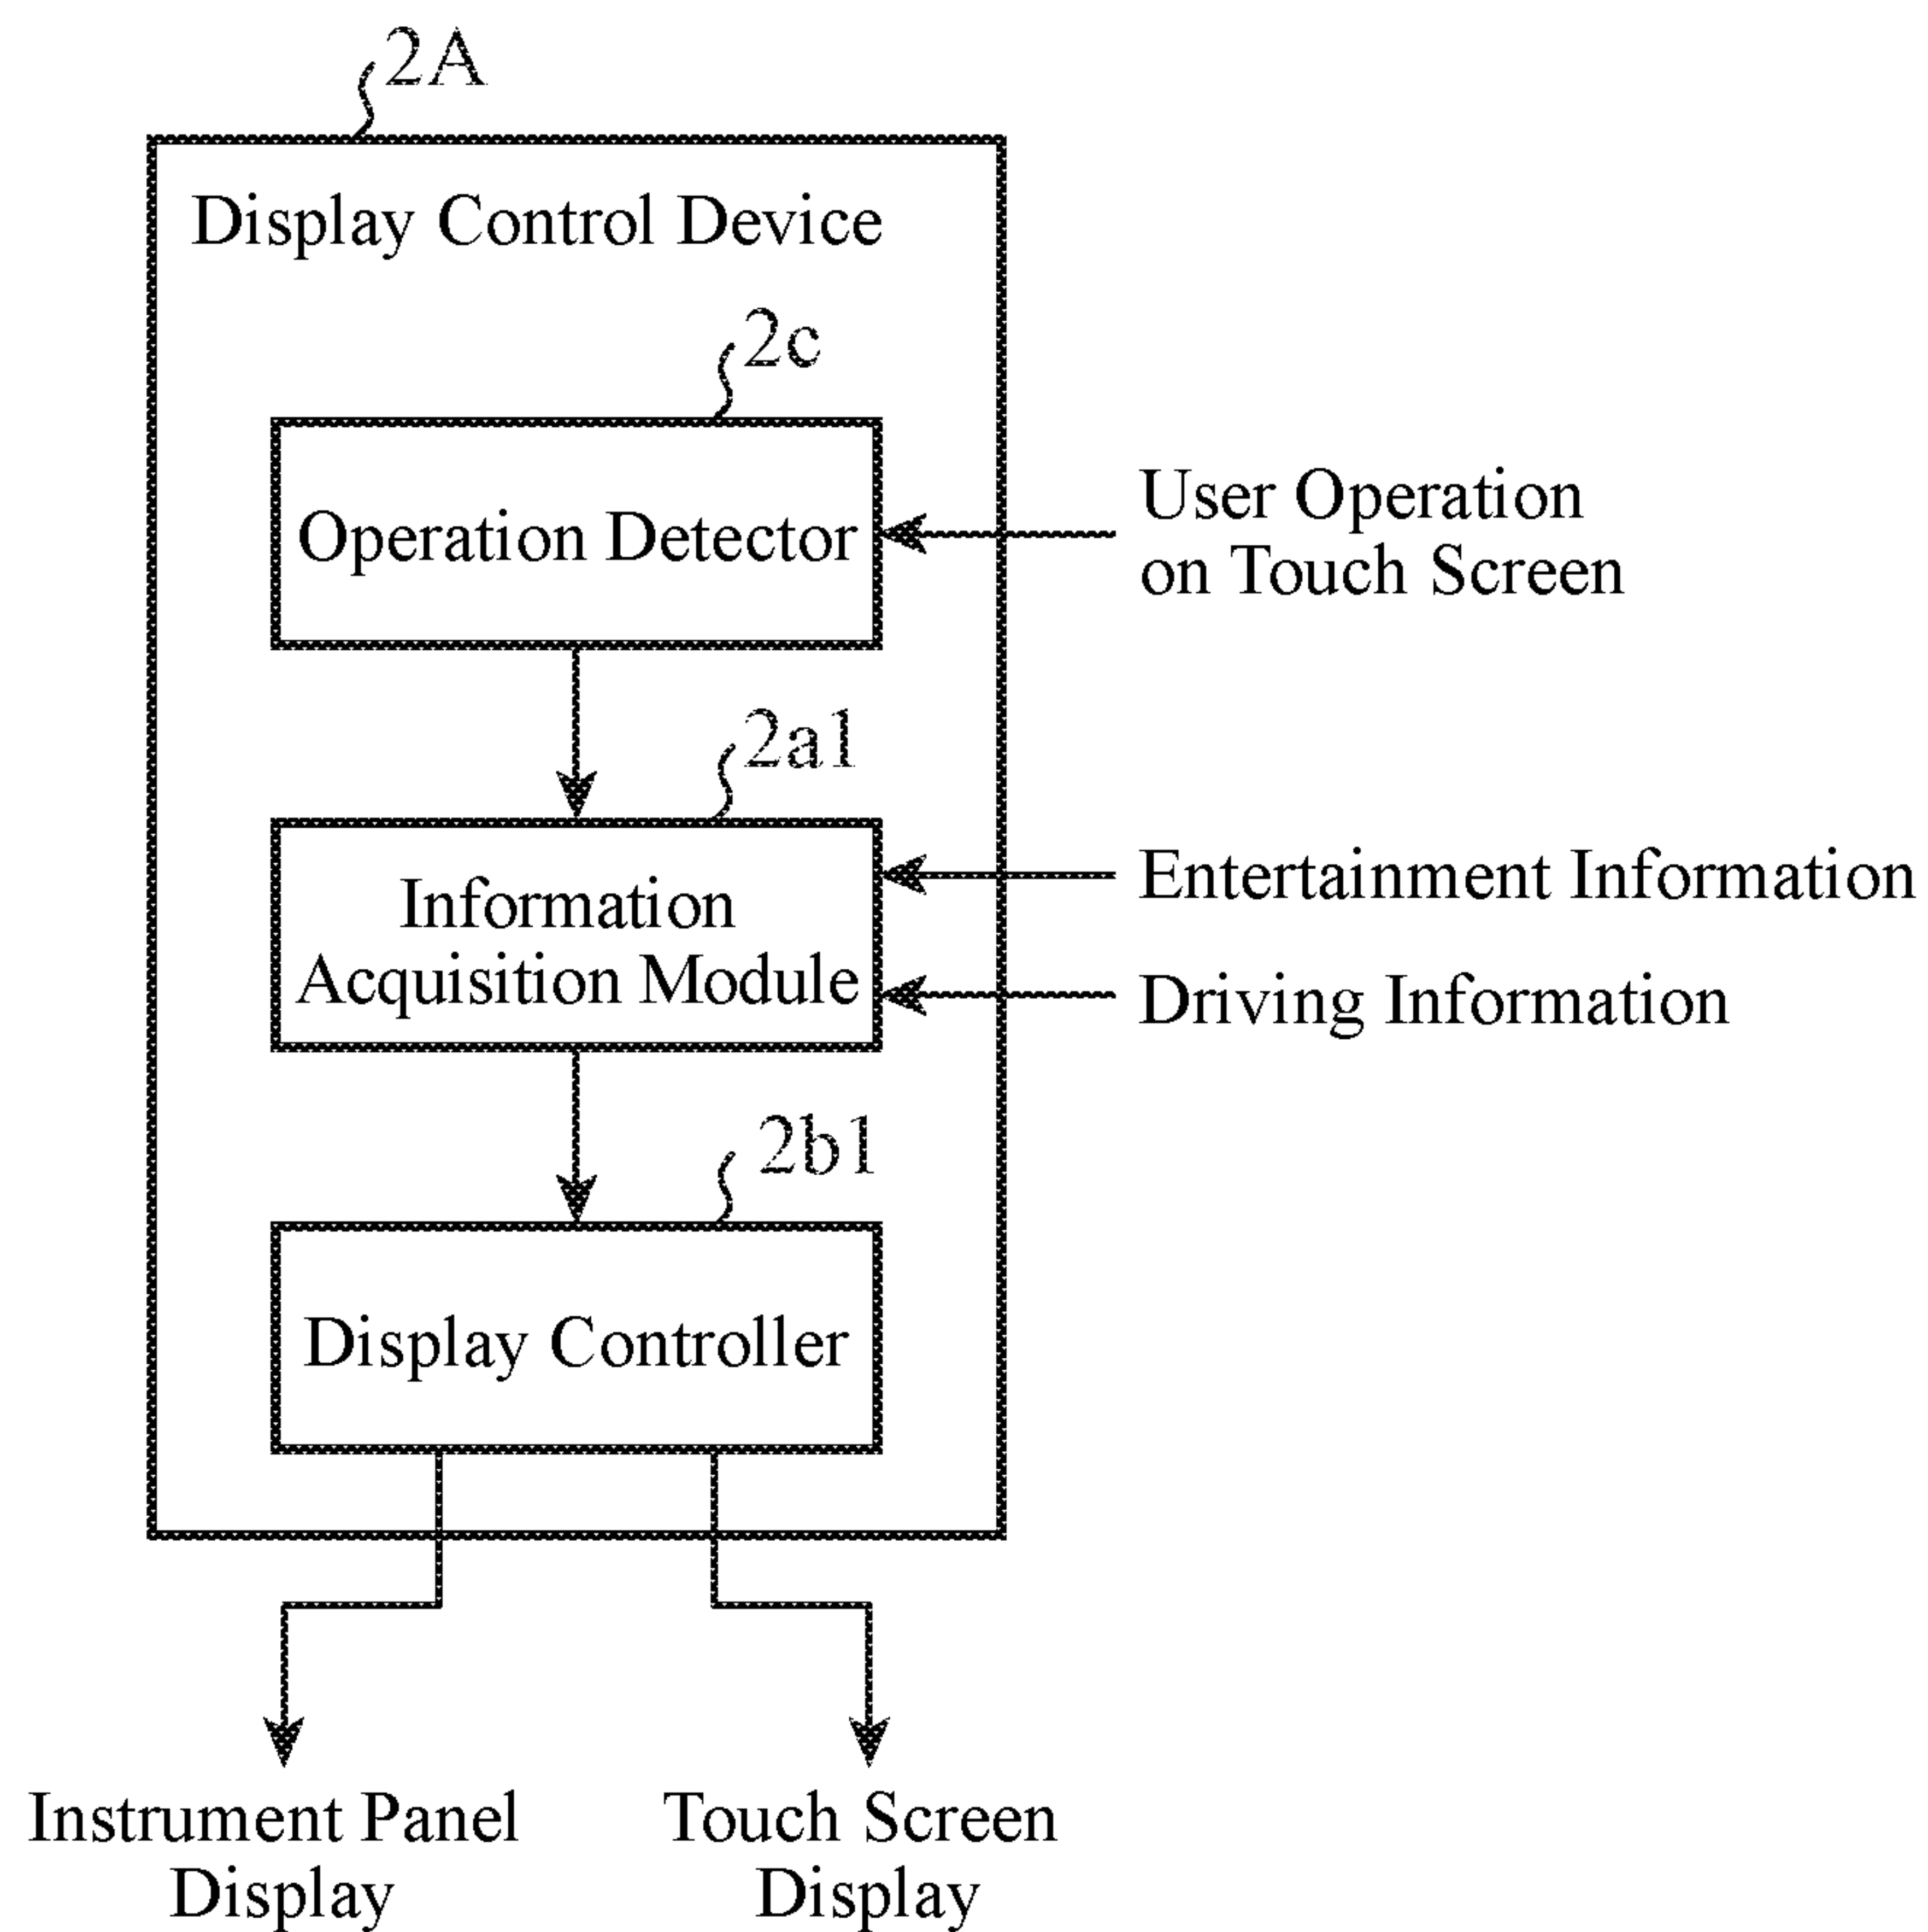 2A
Display Control Device
2c
Operation Detector
User Operation
on Touch Screen
2a1
Information
Acquisition Module
Entertainment Information
Driving Information
2b1
Display Controller
Instrument Panel
Display
Touch Screen
Display